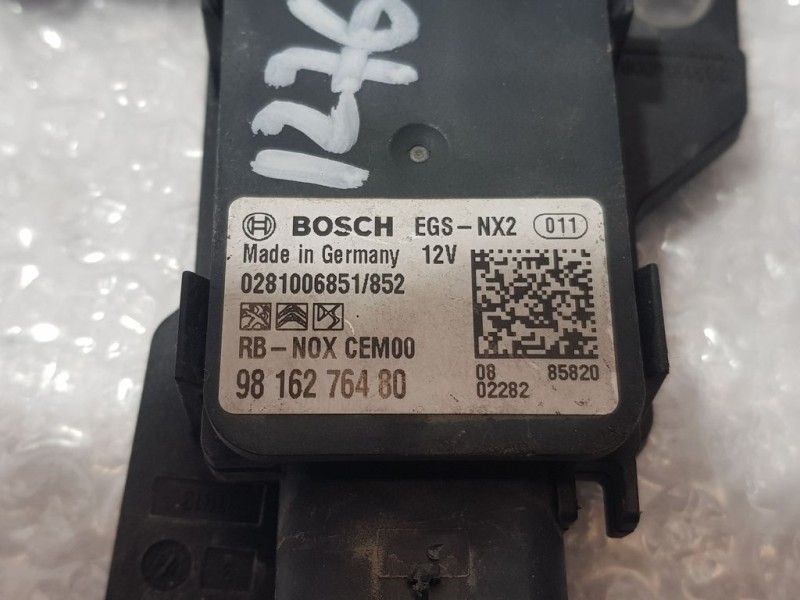 1276
BOSCH EGS-NX2 011
Made in Germany 12V
0281006851/852
RB-NOX CEM00
98 162 764 80
08 85820
02282